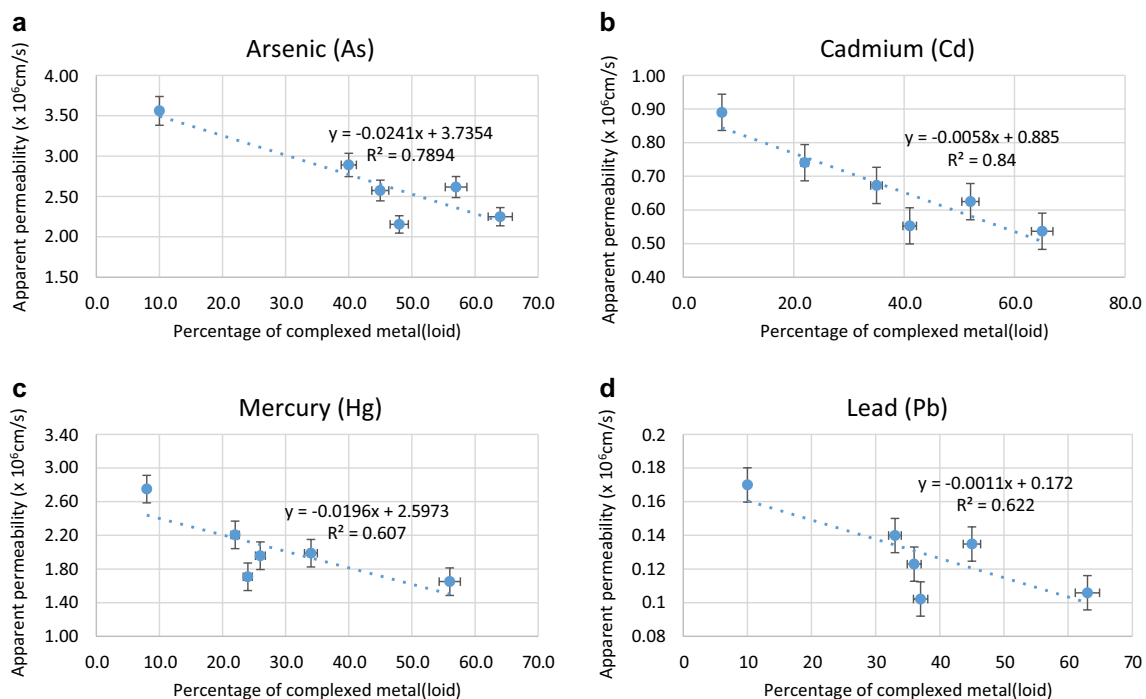 a
Arsenic (As)
Apparent permeability (x 10⁶cm/s)
4.00
3.50
3.00
2.50
2.00
1.50
y = -0.0241x + 3.7354
R² = 0.7894
0.0 10.0 20.0 30.0 40.0 50.0 60.0 70.0
Percentage of complexed metal(loid)
b
Cadmium (Cd)
Apparent permeability (x 10⁶cm/s)
1.00
0.90
0.80
0.70
0.60
0.50
0.40
y = -0.0058x + 0.885
R² = 0.84
0.0 20.0 40.0 60.0 80.0
Percentage of complexed metal(loid)
c
Mercury (Hg)
Apparent permeability (x 10⁶cm/s)
3.40
3.00
2.60
2.20
1.80
1.40
1.00
y = -0.0196x + 2.5973
R² = 0.607
0.0 10.0 20.0 30.0 40.0 50.0 60.0 70.0
Percentage of complexed metal(loid)
d
Lead (Pb)
Apparent permeability (x 10⁶cm/s)
0.2
0.18
0.16
0.14
0.12
0.1
0.08
y = -0.0011x + 0.172
R² = 0.622
0 10 20 30 40 50 60 70
Percentage of complexed metal(loid)